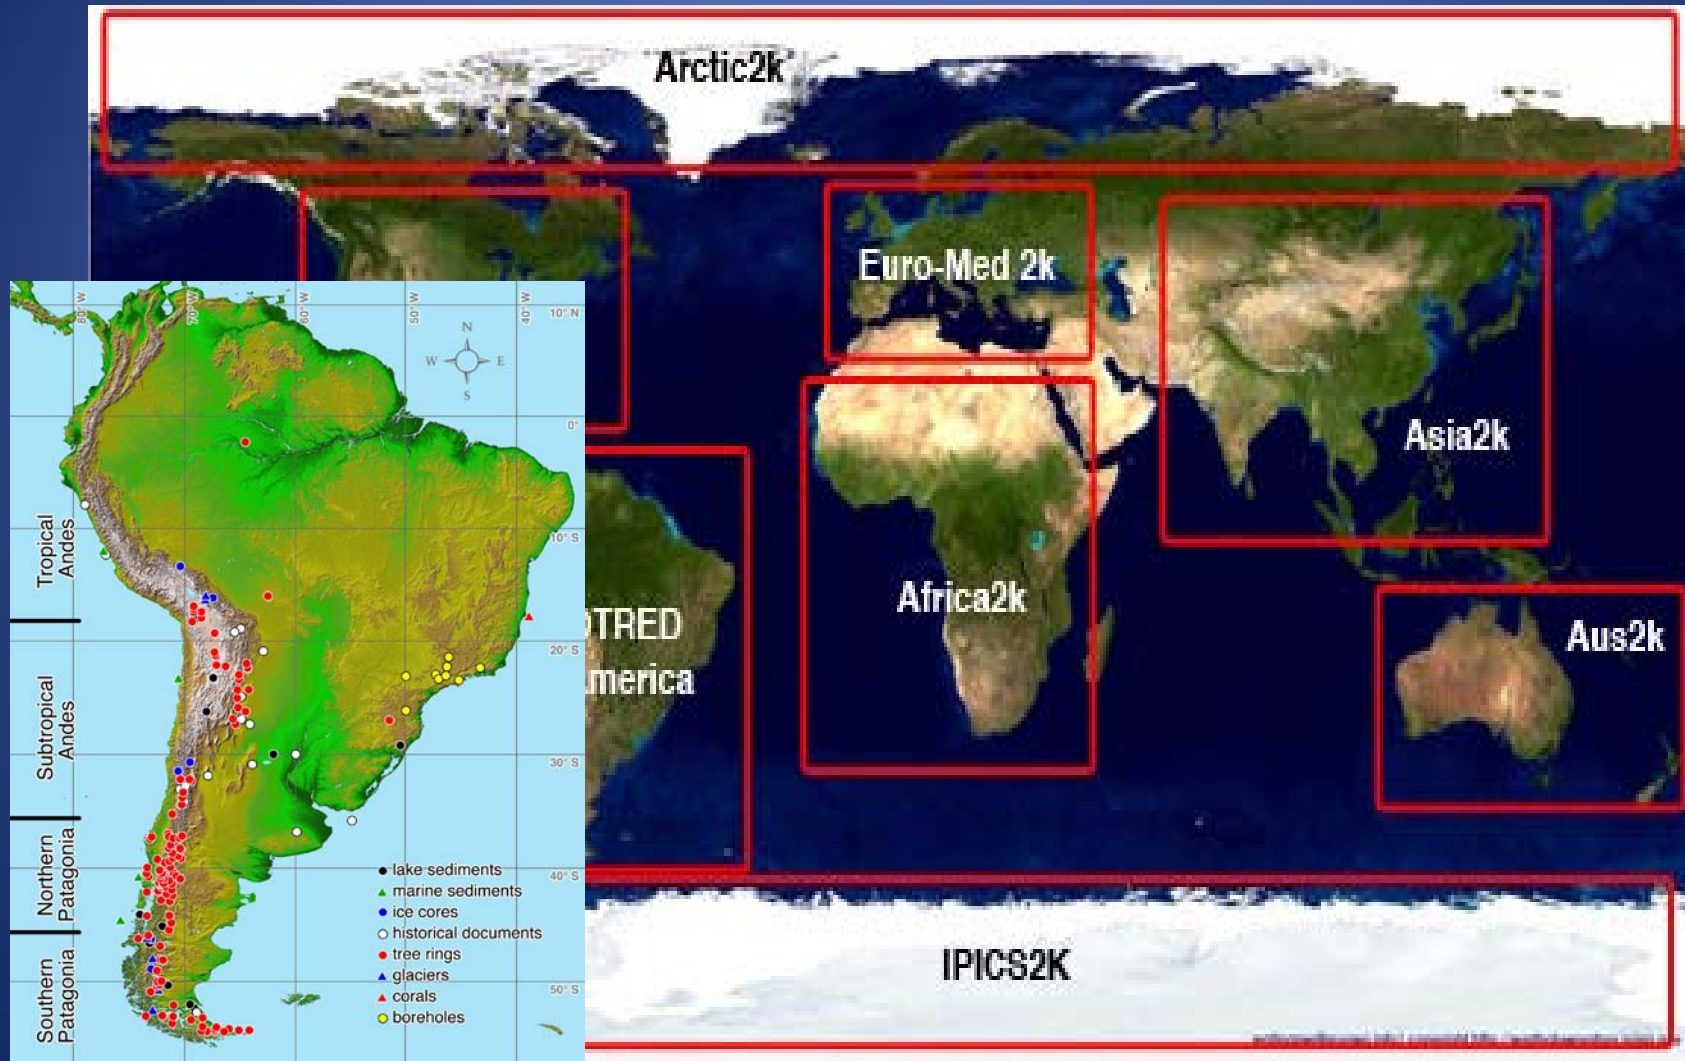 Arctic2k
Euro-Med 2k
Asia2k
Africa2k
Aus2k
merica
IPICS2K
80° W
70° W
60° W
50° W
40° W
10° N
N
W E
S
0°
10° S
20° S
30° S
40° S
50° S
Tropical
Andes
Subtropical
Andes
Northern
Patagonia
Southern
Patagonia
lake sediments
marine sediments
ice cores
historical documents
tree rings
glaciers
corals
boreholes